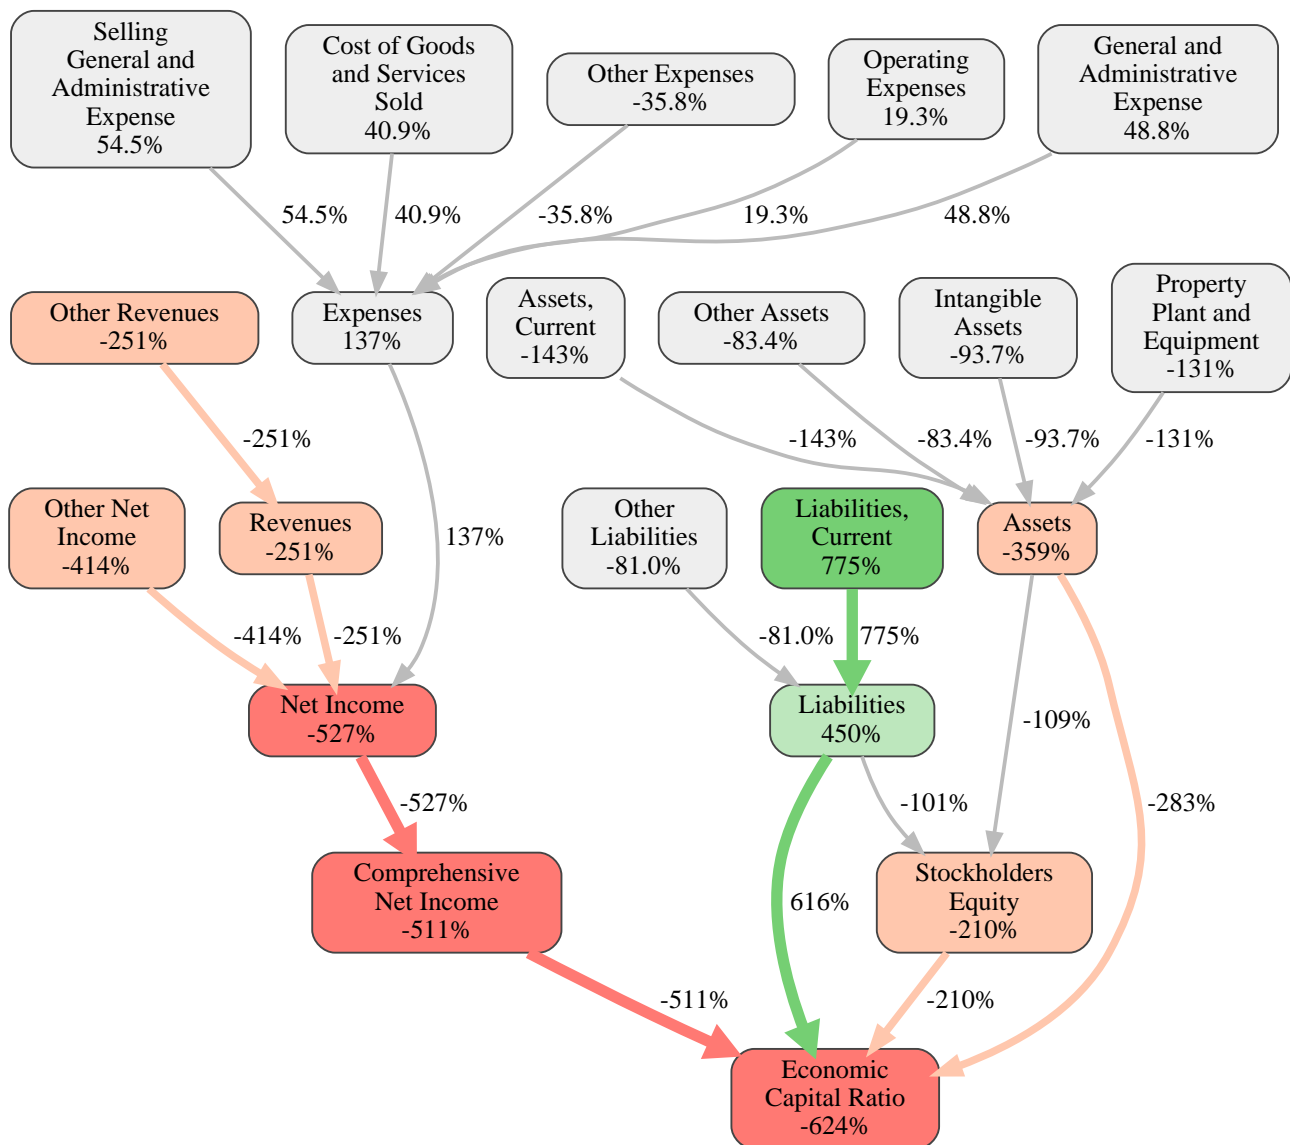 Selling
General and
Administrative
Expense
54.5%
Cost of Goods
and Services
Sold
40.9%
Other Expenses
-35.8%
Operating
Expenses
19.3%
General and
Administrative
Expense
48.8%
54.5%
40.9%
-35.8%
19.3%
48.8%
Other Revenues
-251%
Expenses
137%
Assets,
Current
-143%
Other Assets
-83.4%
Intangible
Assets
-93.7%
Property
Plant and
Equipment
-131%
-251%
-143%
-83.4%
-93.7%
-131%
Other Net
Income
-414%
Revenues
-251%
137%
Other
Liabilities
-81.0%
Liabilities,
Current
775%
Assets
-359%
-414%
-251%
-81.0%
775%
Net Income
-527%
Liabilities
450%
-109%
-527%
-101%
-283%
Comprehensive
Net Income
-511%
616%
Stockholders
Equity
-210%
-511%
-210%
Economic
Capital Ratio
-624%